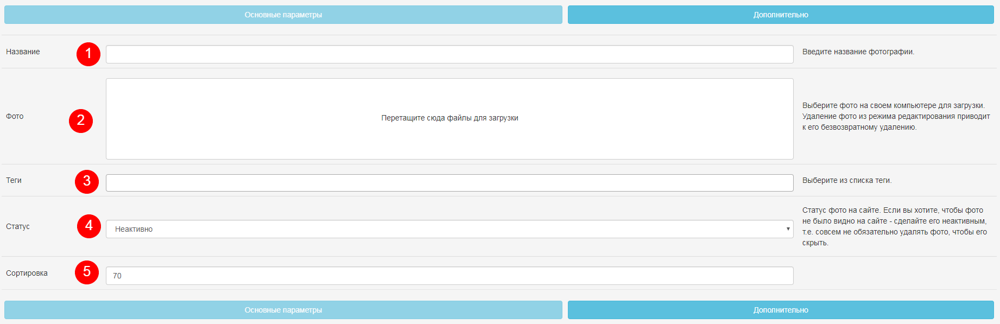 Основные параметры
Дополнительно
Название
1
Введите название фотографии.
Фото
2
Перетащите сюда файлы для загрузки
Выберите фото на своем компьютере для загрузки.
Удаление фото из режима редактирования приводит
к его безвозвратному удалению.
Теги
3
Выберите из списка теги.
Статус
4
Неактивно
Статус фото на сайте. Если вы хотите, чтобы фото
не было видно на сайте - сделайте его неактивным,
т.е. совсем не обязательно удалять фото, чтобы его
скрыть.
Сортировка
5
70
Основные параметры
Дополнительно